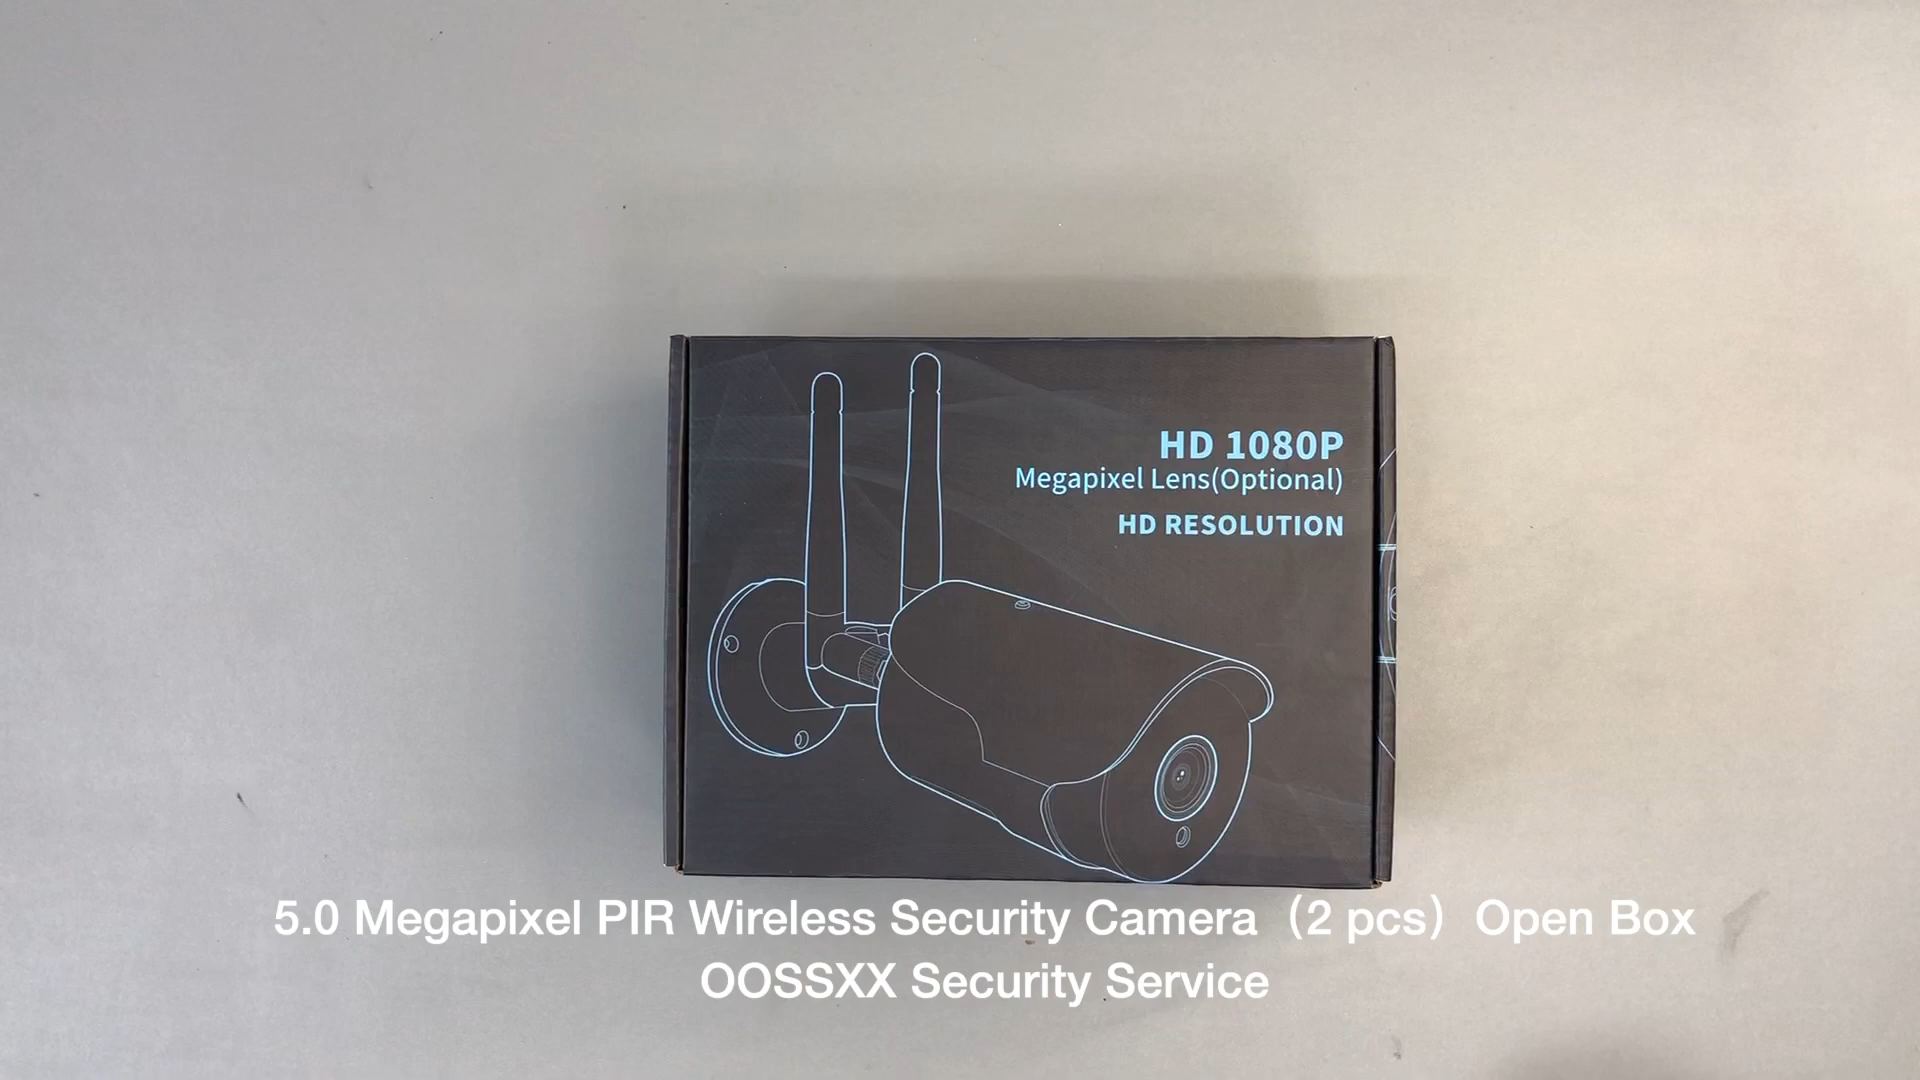 HD 1080P
Megapixel Lens(Optional)
HD RESOLUTION
5.0 Megapixel PIR Wireless Security Camera（2 pcs）Open Box
OOSSXX Security Service